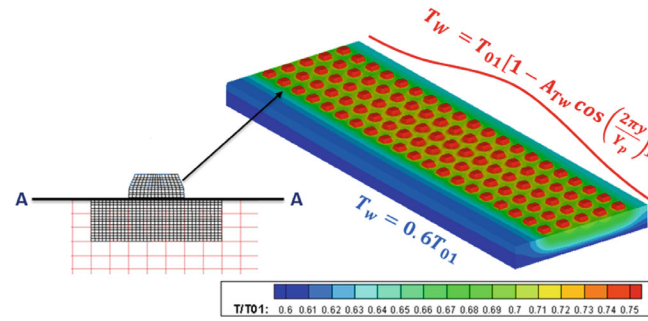 T_W = T_01[1 − A_Tw cos(2πy/Y_p)]
A
A
T_w = 0.6T_01
T/T01: 0.6 0.61 0.62 0.63 0.64 0.65 0.66 0.67 0.68 0.69 0.7 0.71 0.72 0.73 0.74 0.75